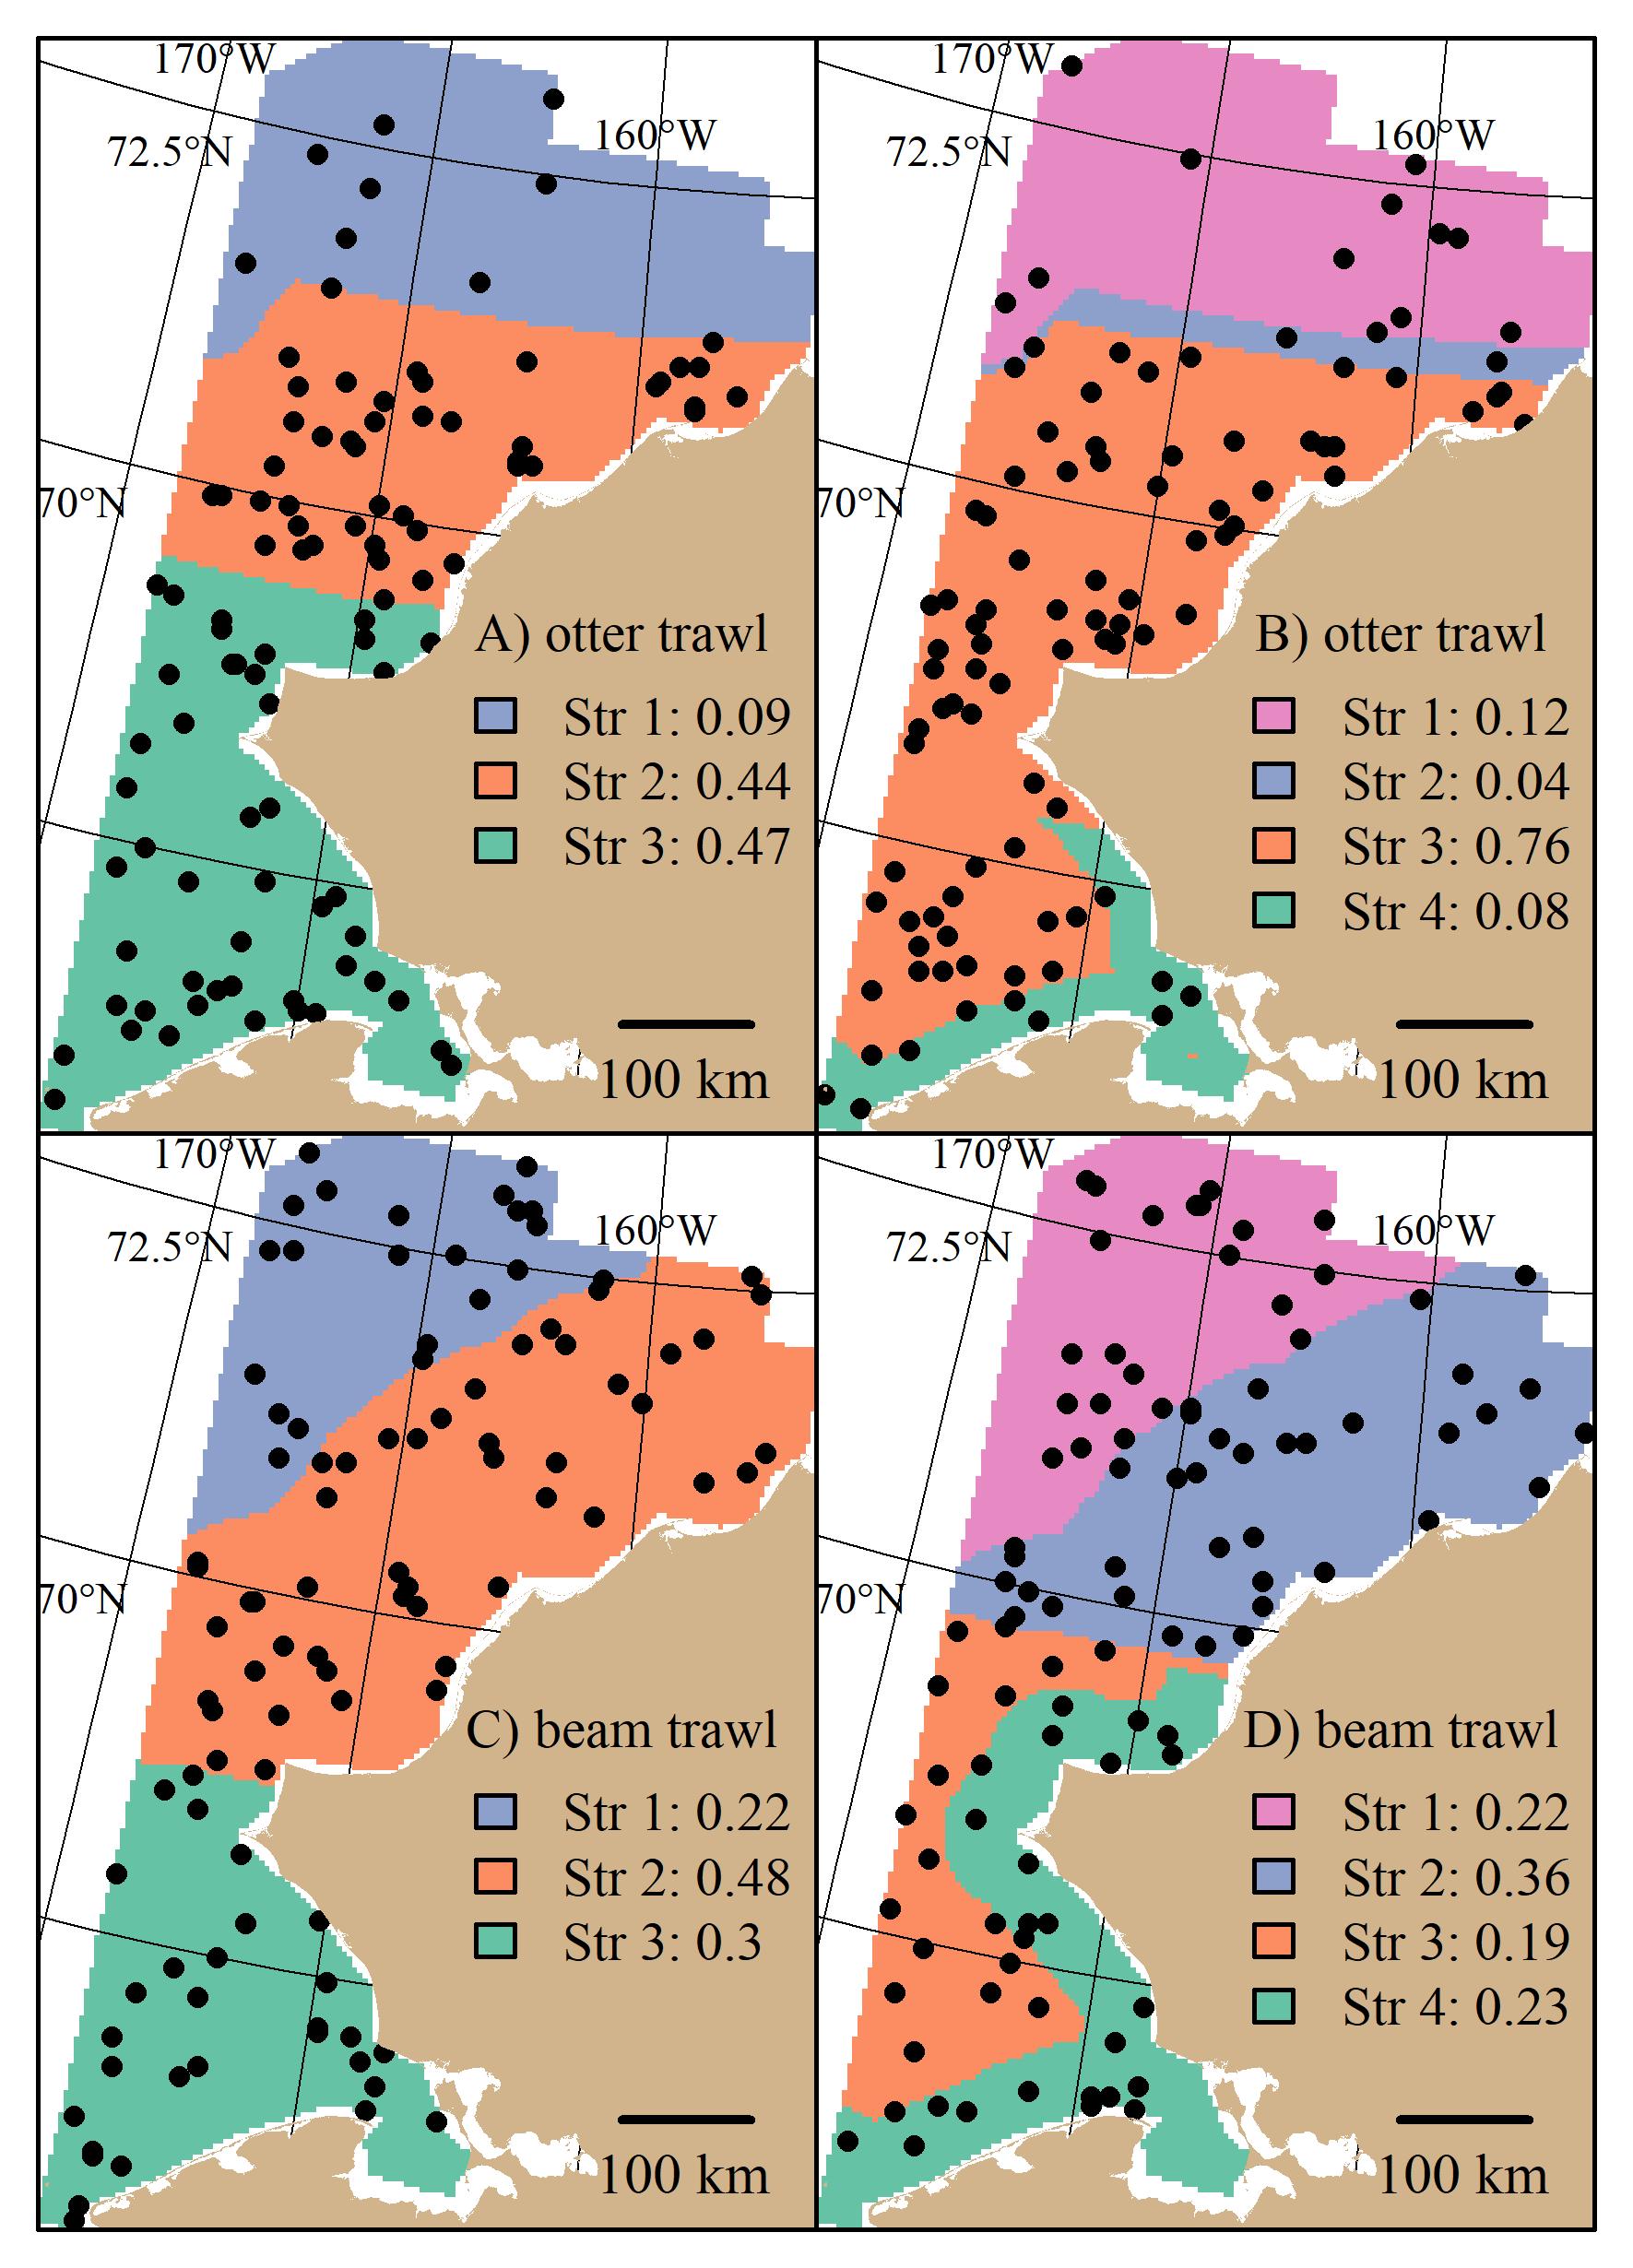 170°W
160°W
72.5°N
70°N
A) otter trawl
Str 1: 0.09
Str 2: 0.44
Str 3: 0.47
100 km
170°W
160°W
72.5°N
70°N
B) otter trawl
Str 1: 0.12
Str 2: 0.04
Str 3: 0.76
Str 4: 0.08
100 km
170°W
160°W
72.5°N
70°N
C) beam trawl
Str 1: 0.22
Str 2: 0.48
Str 3: 0.3
100 km
170°W
160°W
72.5°N
70°N
D) beam trawl
Str 1: 0.22
Str 2: 0.36
Str 3: 0.19
Str 4: 0.23
100 km